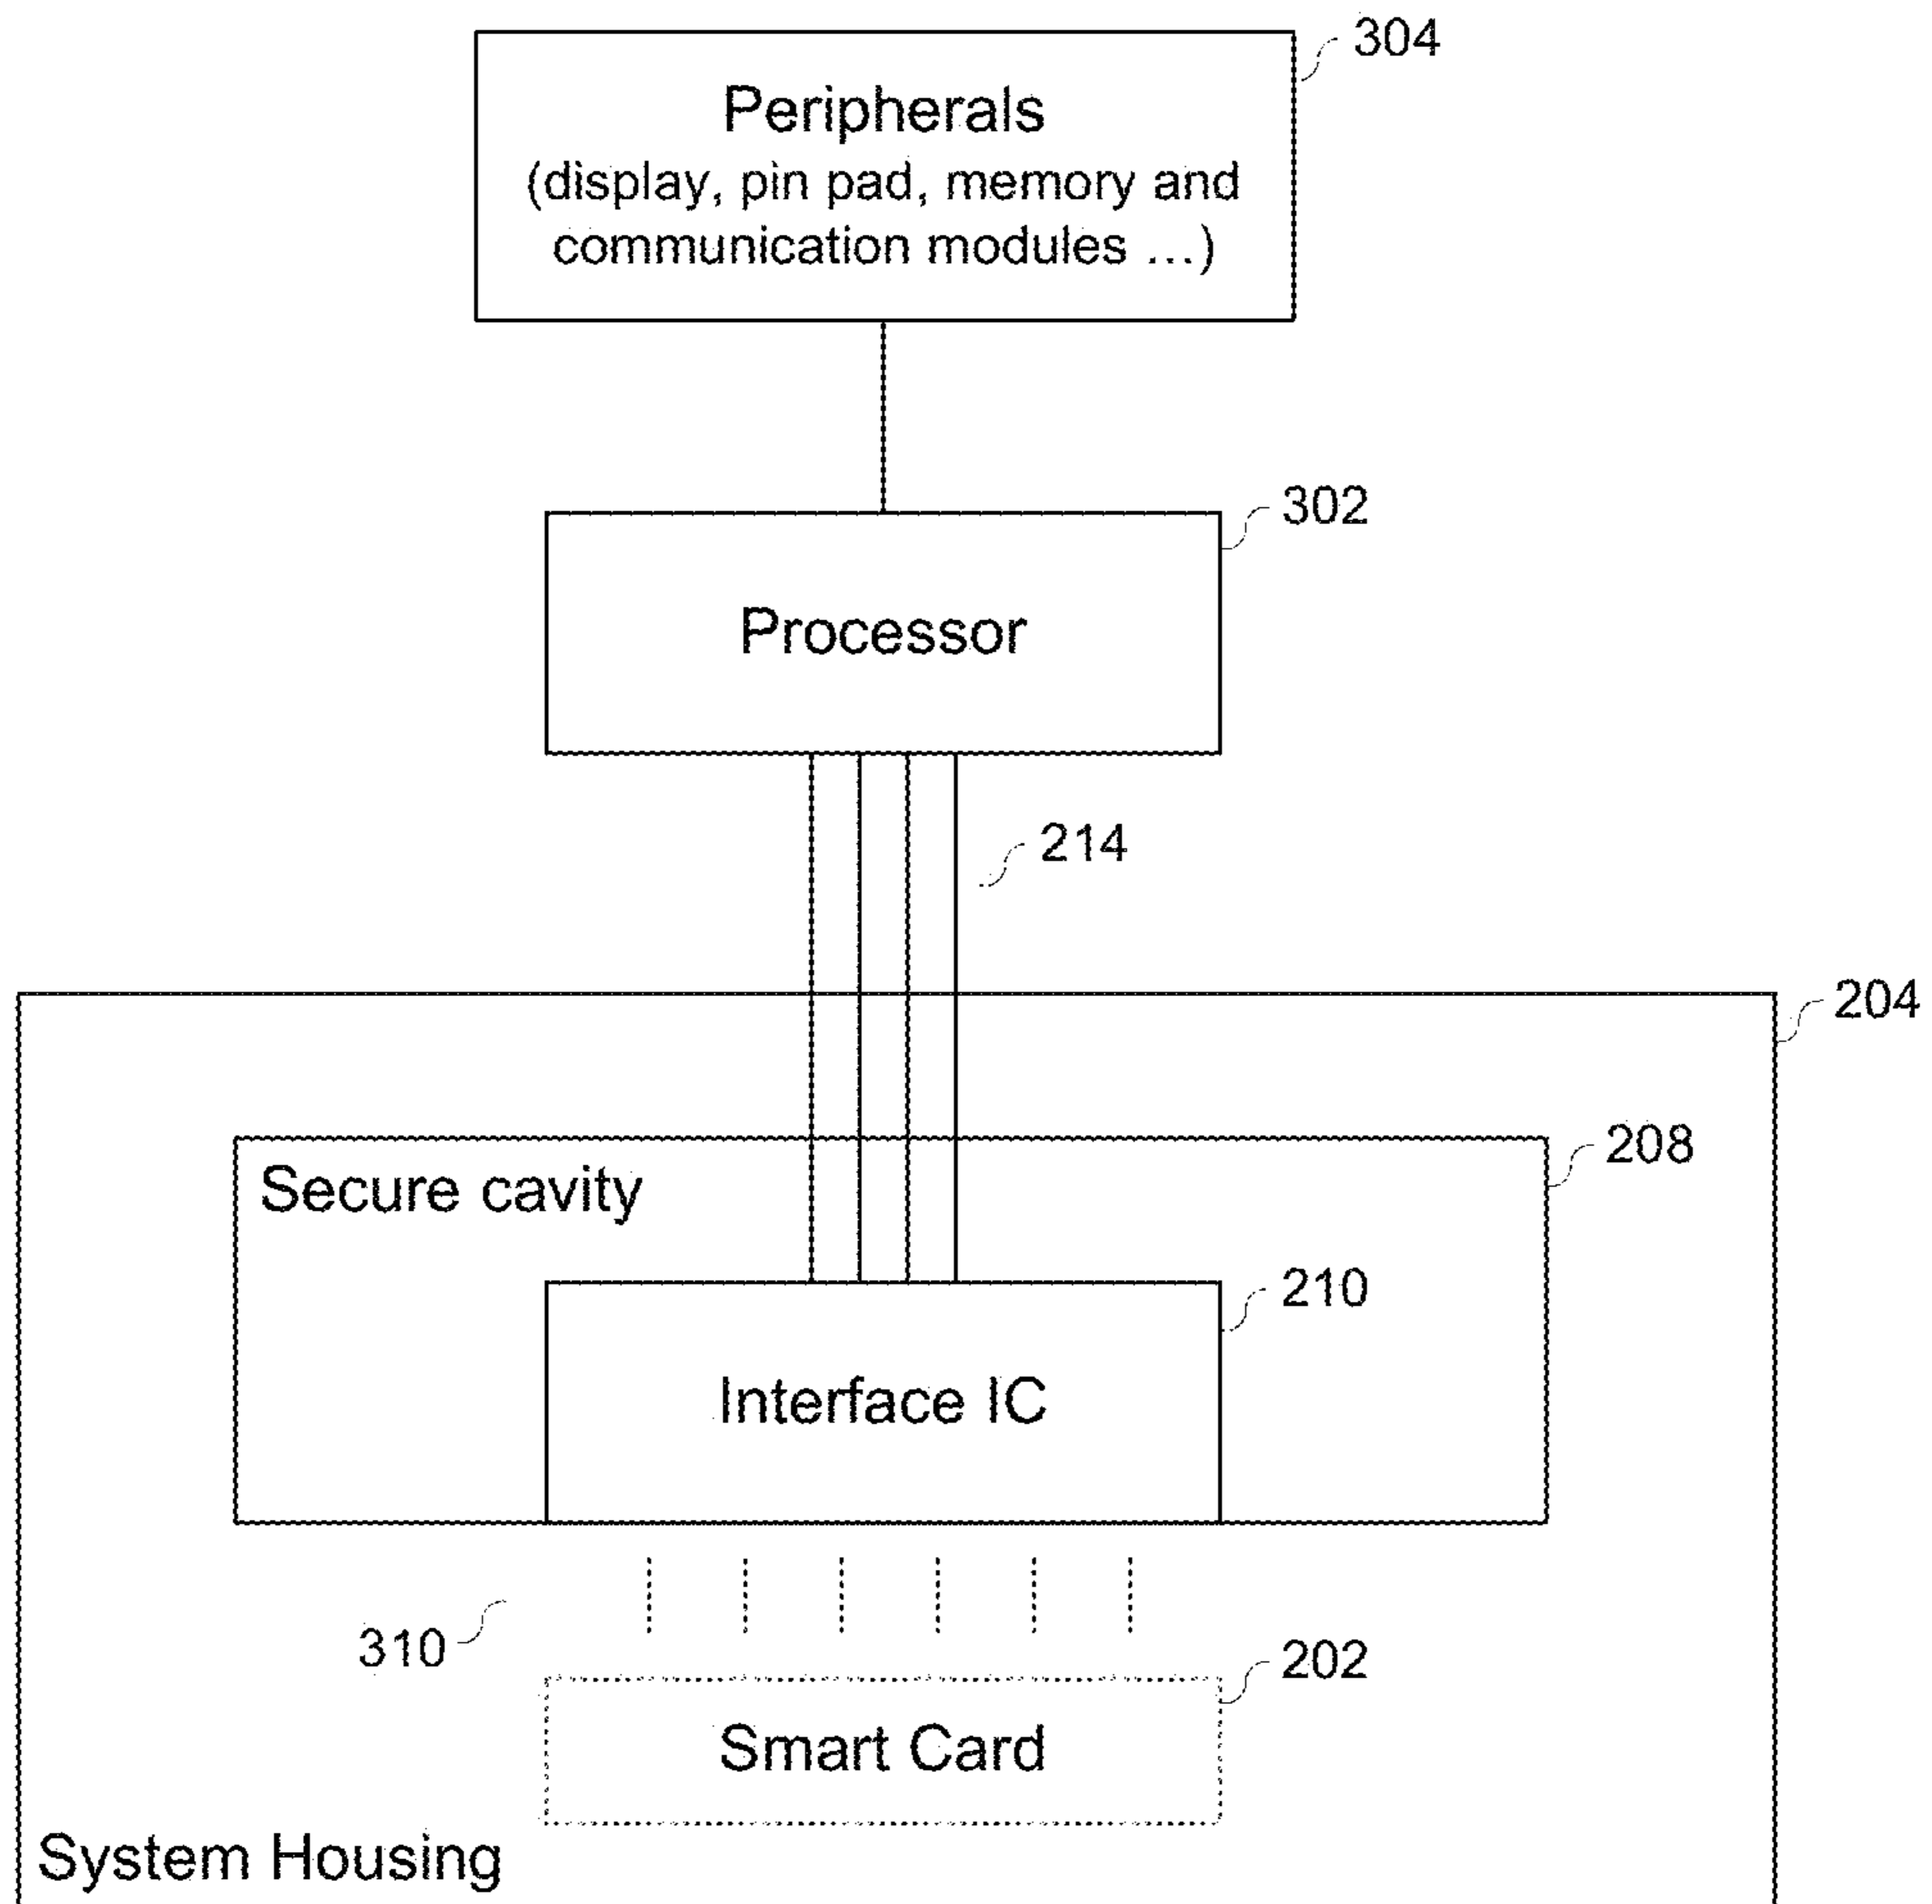 304
Peripherals
(display, pin pad, memory and
communication modules ...)
302
Processor
214
204
208
Secure cavity
210
Interface IC
310
202
Smart Card
System Housing